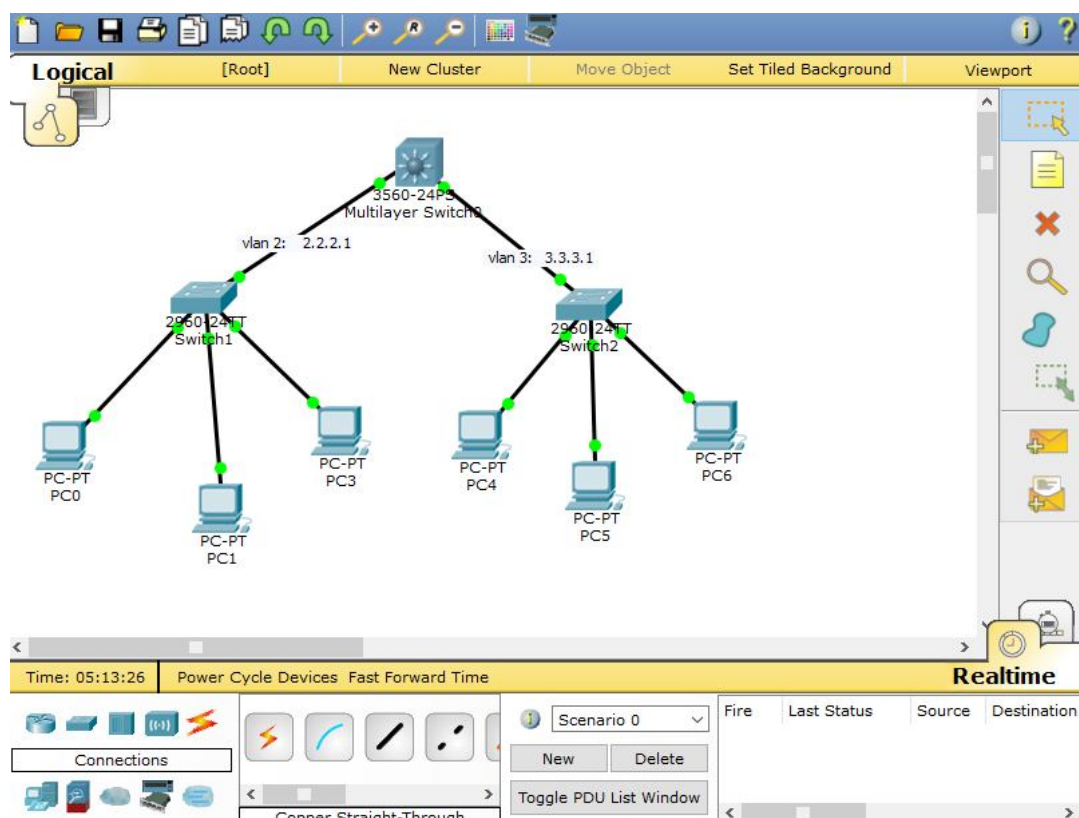 Logical [Root] New Cluster Move Object Set Tiled Background Viewport
3560-24PS
Multilayer Switch0
vlan 2: 2.2.2.1
vlan 3: 3.3.3.1
2960-24TT
Switch1
2960-24TT
Switch2
PC-PT
PC0
PC-PT
PC1
PC-PT
PC3
PC-PT
PC4
PC-PT
PC5
PC-PT
PC6
Time: 05:13:26 Power Cycle Devices Fast Forward Time Realtime
Connections
Copper Straight-Through
Scenario 0
New Delete
Toggle PDU List Window
Fire Last Status Source Destination